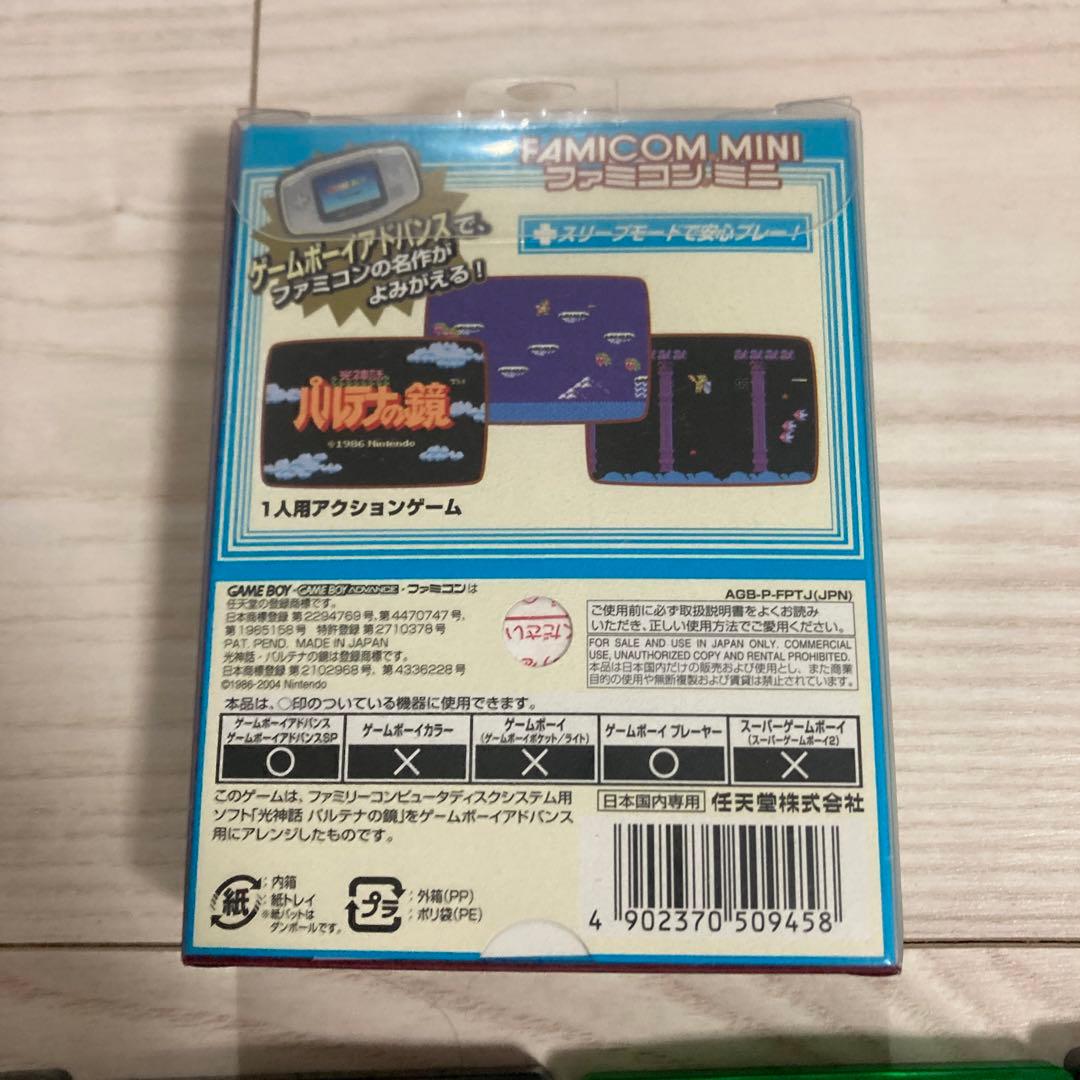 FAMICOM MINI
ファミコン ミニ
ゲームボーイアドバンスで、
ファミコンの名作が
よみがえる!
スリープモードで安心プレー!
パルテナの鏡
TM
©1986 Nintendo
1人用アクションゲーム
GAME BOY・GAME BOY ADVANCE・ファミコンは
任天堂の登録商標です。
日本商標登録 第2294769号、第4470747号、
第1985158号 特許登録 第2710378号
PAT. PEND. MADE IN JAPAN
光神話・パルテナの鏡は登録商標です。
日本商標登録 第2102968号、第4336228号
©1986-2004 Nintendo
ください
AGB-P-FPTJ(JPN)
ご使用前に必ず取扱説明書をよくお読み
いただき、正しい使用方法でご愛用ください。
FOR SALE AND USE IN JAPAN ONLY. COMMERCIAL
USE, UNAUTHORIZED COPY AND RENTAL PROHIBITED.
本品は日本国内だけの販売および使用とし、また商業
目的の使用や無断複製および賃貸は禁止されています。
本品は、○印のついている機器に使用できます。
ゲームボーイアドバンス
ゲームボーイアドバンスSP
○
ゲームボーイカラー
×
ゲームボーイ
(ゲームボーイポケット/ライト)
×
ゲームボーイ プレーヤー
○
スーパーゲームボーイ
(スーパーゲームボーイ2)
×
このゲームは、ファミリーコンピュータディスクシステム用
ソフト「光神話 パルテナの鏡」をゲームボーイアドバンス
用にアレンジしたものです。
日本国内専用 任天堂株式会社
紙
:内箱
:紙トレイ
※紙パットは
ダンボールです。
プラ
:外箱(PP)
:ポリ袋(PE)
4 902370 509458